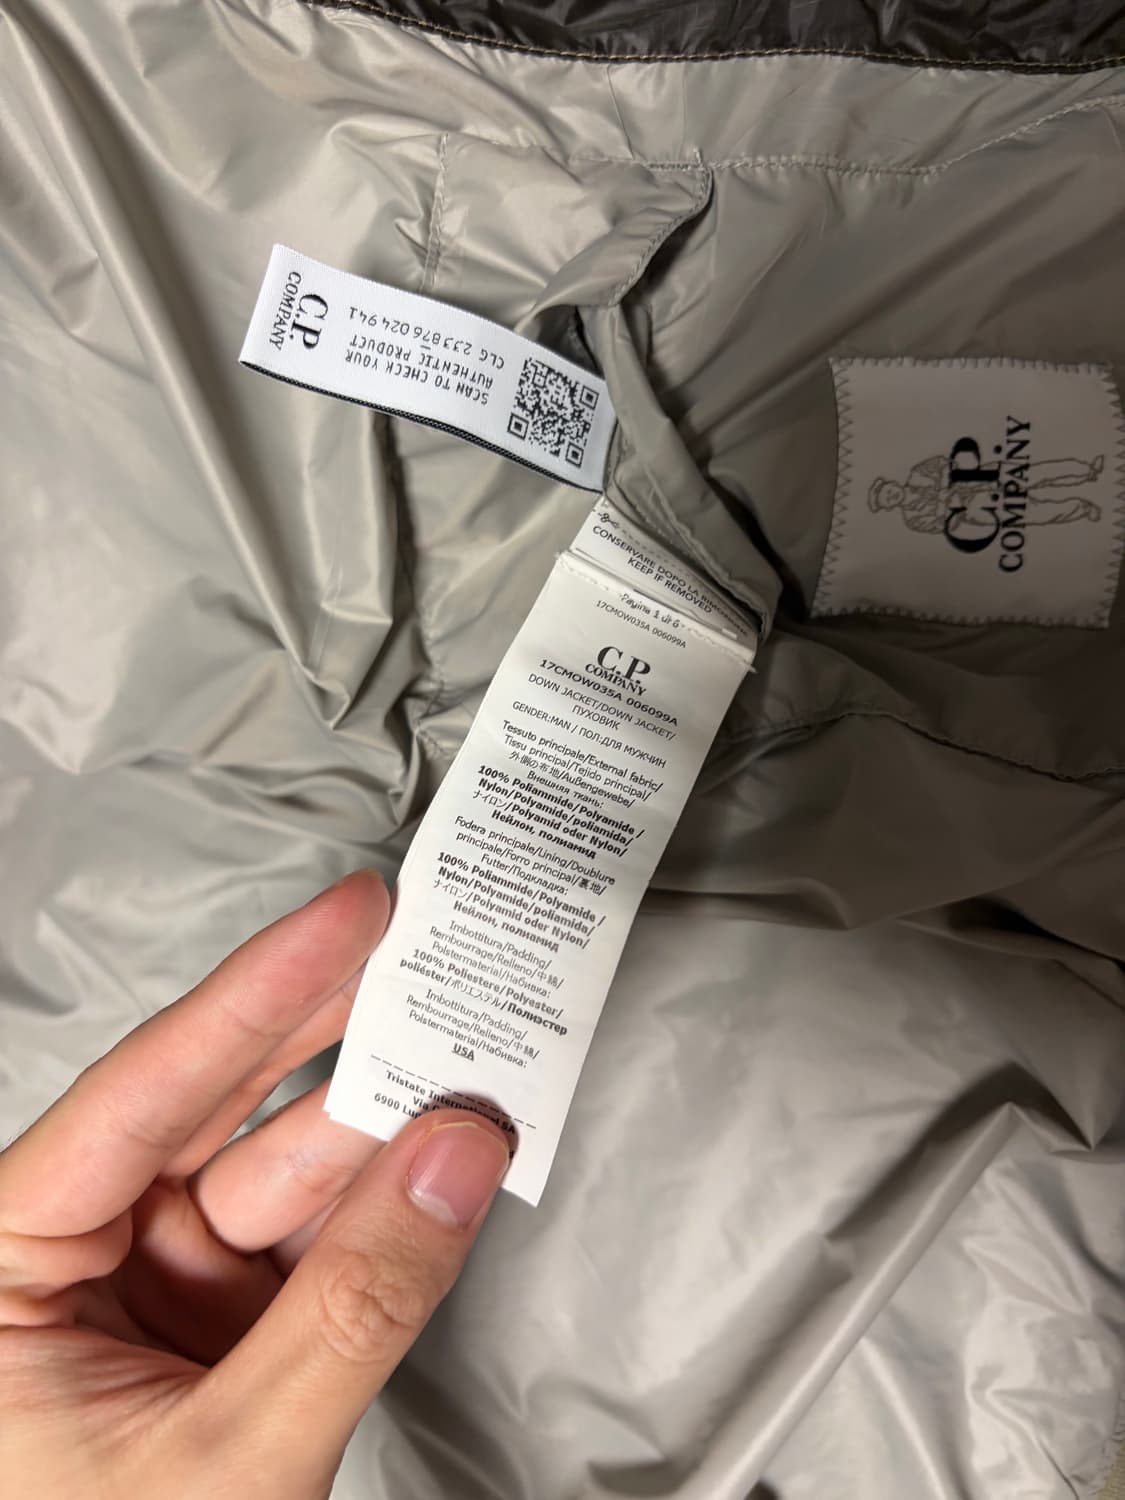 C.P.
COMPANY
SCAN TO CHECK YOUR
AUTHENTIC PRODUCT
CLG 233 876 024 941
CONSERVARE DOPO LA RIMOZIONE
KEEP IF REMOVED
-Pagina 1 di 6-
17CMOW035A 006099A
C.P.
COMPANY
17CMOW035A 006099A
DOWN JACKET/DOWN JACKET/
ПУХОВИК
GENDER:MAN / ПОЛ:ДЛЯ МУЖЧИН
Tessuto principale/External fabric/
Tissu principal/Tejido principal/
外側の布地/Außengewebe/
Внешняя ткань:
100% Poliammide/Polyamide /
Nylon/Polyamide/poliamida/
ナイロン/Polyamid oder Nylon/
Нейлон, полиамид
Fodera principale/Lining/Doublure
principale/Forro principal/裏地/
Futter/Подкладка:
100% Poliammide/Polyamide /
Nylon/Polyamide/poliamida/
ナイロン/Polyamid oder Nylon/
Нейлон, полиамид
Imbottitura/Padding/
Rembourrage/Relleno/中綿/
Polstermaterial/Набивка:
100% Poliestere/Polyester/
poliéster/ポリエステル/Полиэстер
Imbottitura/Padding/
Rembourrage/Relleno/中綿/
Polstermaterial/Набивка:
USA
Tristate International SA
Via
6900
C.P.
COMPANY